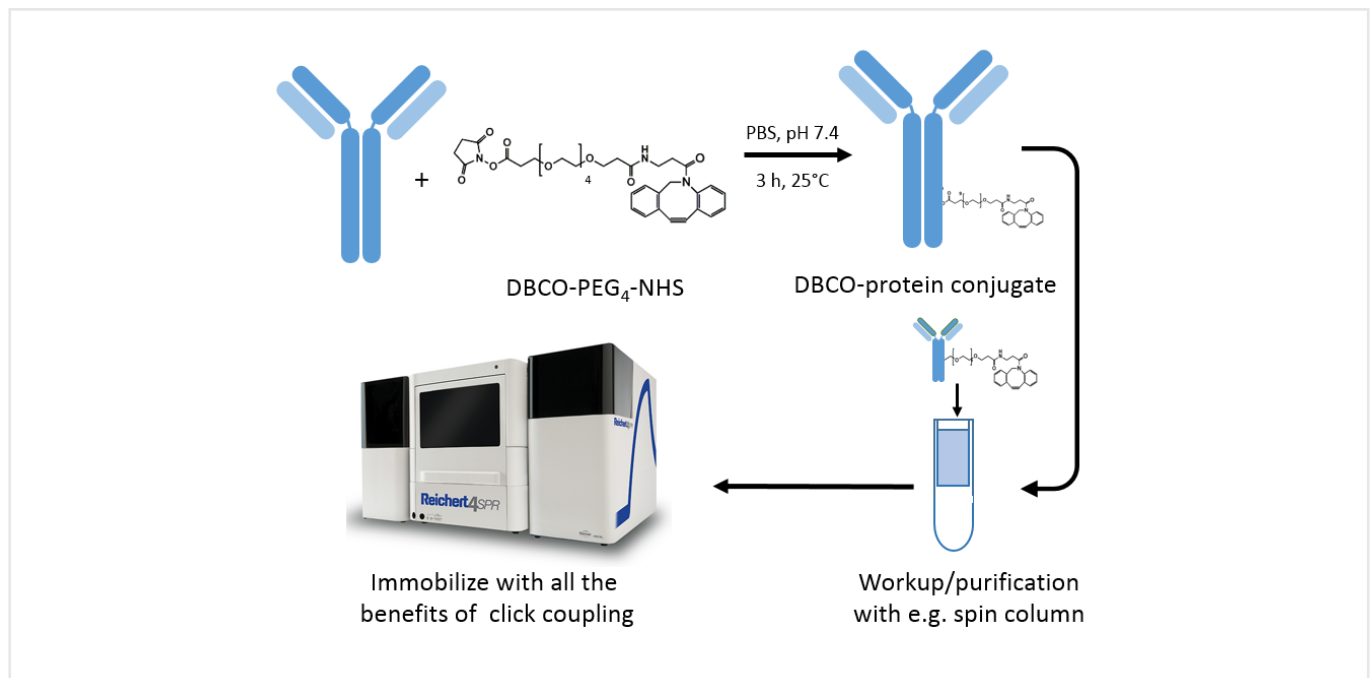 +
PBS, pH 7.4
3 h, 25°C
O
N
O
O
O
O
O
4
O
O
H
N
O
N
DBCO-PEG4-NHS
DBCO-protein conjugate
Reichert4SPR
Immobilize with all the
benefits of click coupling
Workup/purification
with e.g. spin column